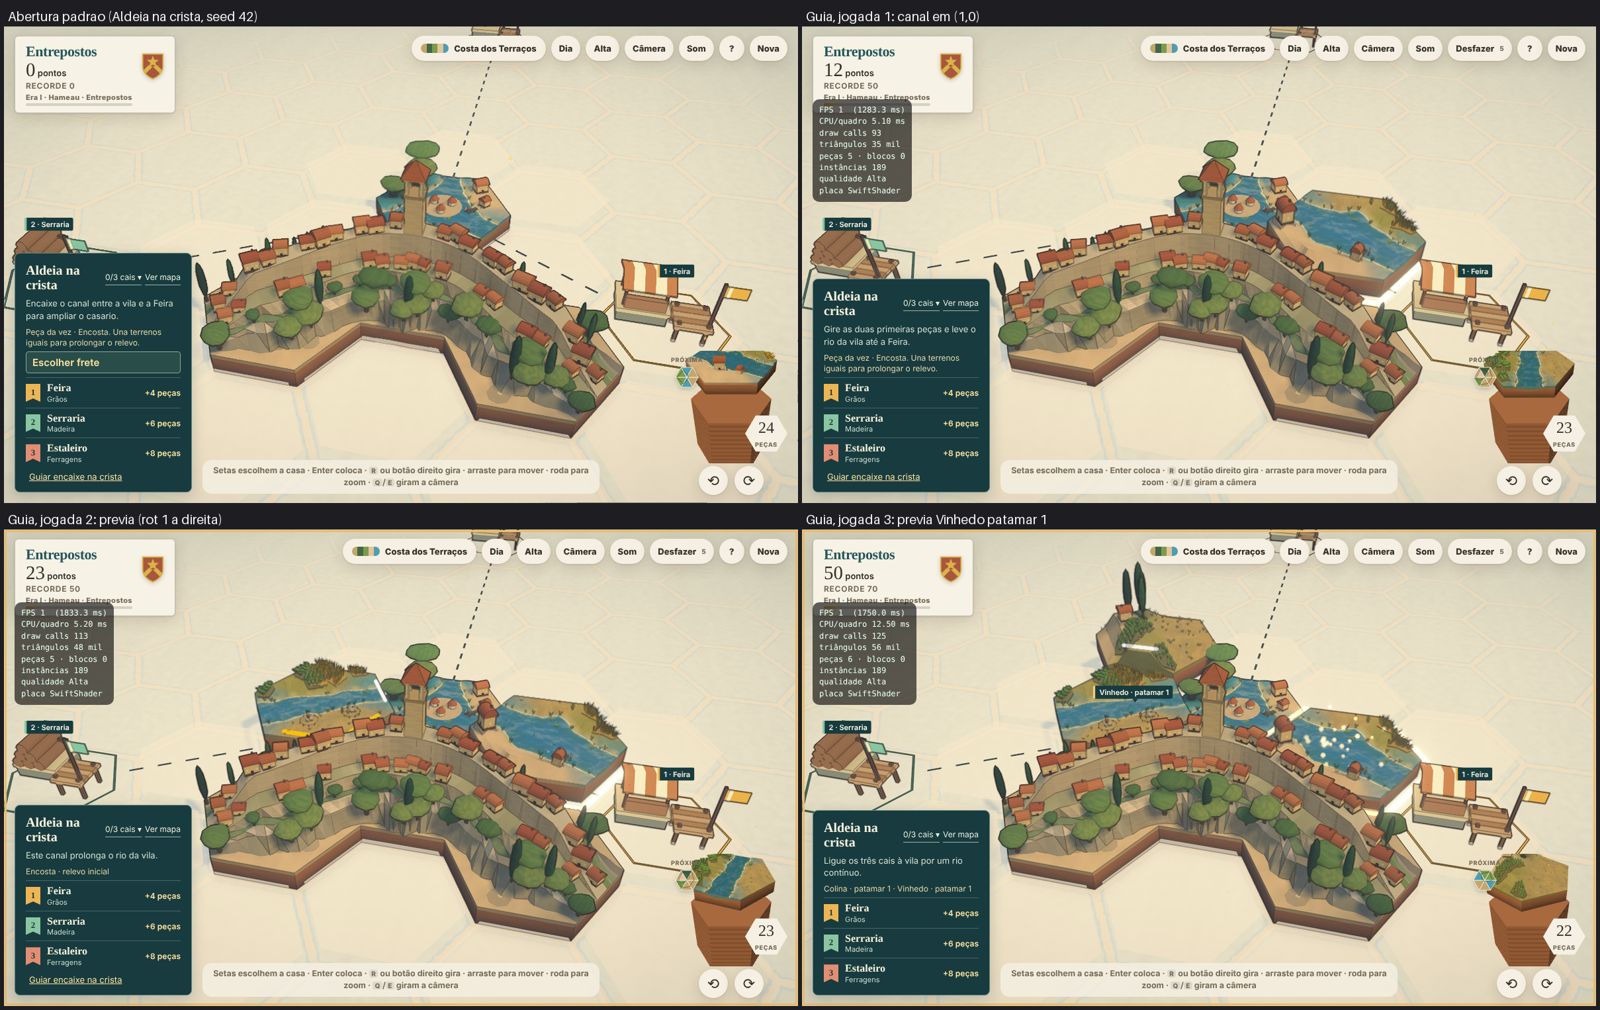 Abertura padrao (Aldeia na crista, seed 42)
Entrepostos
0 pontos
RECORDE 0
Era I · Hameau · Entrepostos
Costa dos Terraços
Dia
Alta
Câmera
Som
?
Nova
2 · Serraria
1 · Feira
Aldeia na
crista
0/3 cais ▾ Ver mapa
Encaixe o canal entre a vila e a Feira
para ampliar o casario.
Peça da vez · Encosta. Una terrenos
iguais para prolongar o relevo.
Escolher frete
1 Feira +4 peças
Grãos
2 Serraria +6 peças
Madeira
3 Estaleiro +8 peças
Ferragens
Guiar encaixe na crista
Setas escolhem a casa · Enter coloca · R ou botão direito gira · arraste para mover · roda para
zoom · Q / E giram a câmera
24
PEÇAS
Guia, jogada 1: canal em (1,0)
Entrepostos
12 pontos
RECORDE 50
Era I · Hameau · Entrepostos
Costa dos Terraços
Dia
Alta
Câmera
Som
Desfazer 5
?
Nova
FPS 1 (1283.3 ms)
CPU/quadro 5.10 ms
draw calls 93
triângulos 35 mil
peças 5 · blocos 0
instâncias 189
qualidade Alta
placa SwiftShader
2 · Serraria
1 · Feira
Aldeia na
crista
0/3 cais ▾ Ver mapa
Gire as duas primeiras peças e leve o
rio da vila até a Feira.
Peça da vez · Encosta. Una terrenos
iguais para prolongar o relevo.
1 Feira +4 peças
Grãos
2 Serraria +6 peças
Madeira
3 Estaleiro +8 peças
Ferragens
Guiar encaixe na crista
Setas escolhem a casa · Enter coloca · R ou botão direito gira · arraste para mover · roda para
zoom · Q / E giram a câmera
23
PEÇAS
Guia, jogada 2: previa (rot 1 a direita)
Entrepostos
23 pontos
RECORDE 50
Era I · Hameau · Entrepostos
Costa dos Terraços
Dia
Alta
Câmera
Som
Desfazer 5
?
Nova
FPS 1 (1833.3 ms)
CPU/quadro 5.20 ms
draw calls 113
triângulos 48 mil
peças 5 · blocos 0
instâncias 189
qualidade Alta
placa SwiftShader
2 · Serraria
1 · Feira
Aldeia na
crista
0/3 cais ▾ Ver mapa
Este canal prolonga o rio da vila.
Encosta · relevo inicial
1 Feira +4 peças
Grãos
2 Serraria +6 peças
Madeira
3 Estaleiro +8 peças
Ferragens
Guiar encaixe na crista
Setas escolhem a casa · Enter coloca · R ou botão direito gira · arraste para mover · roda para
zoom · Q / E giram a câmera
23
PEÇAS
Guia, jogada 3: previa Vinhedo patamar 1
Entrepostos
50 pontos
RECORDE 70
Era I · Hameau · Entrepostos
Costa dos Terraços
Dia
Alta
Câmera
Som
Desfazer 5
?
Nova
FPS 1 (1750.0 ms)
CPU/quadro 12.50 ms
draw calls 125
triângulos 56 mil
peças 6 · blocos 0
instâncias 189
qualidade Alta
placa SwiftShader
Vinhedo · patamar 1
2 · Serraria
1 · Feira
Aldeia na
crista
0/3 cais ▾ Ver mapa
Ligue os três cais à vila por um rio
contínuo.
Colina · patamar 1 · Vinhedo · patamar 1
1 Feira +4 peças
Grãos
2 Serraria +6 peças
Madeira
3 Estaleiro +8 peças
Ferragens
Setas escolhem a casa · Enter coloca · R ou botão direito gira · arraste para mover · roda para
zoom · Q / E giram a câmera
22
PEÇAS